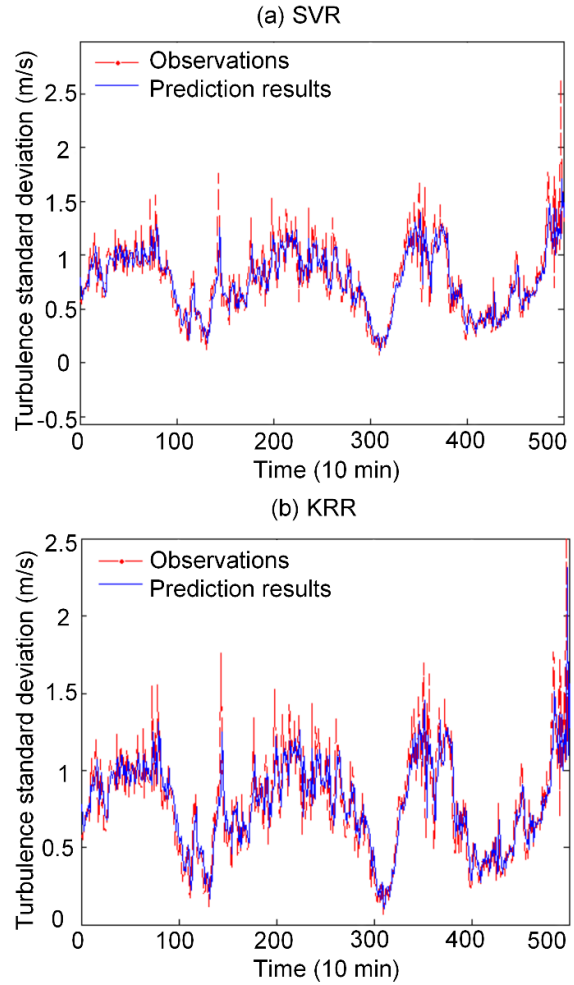 (a) SVR
Turbulence standard deviation (m/s)
Observations
Prediction results
2.5
2
1.5
1
0.5
0
-0.5
0 100 200 300 400 500
Time (10 min)
(b) KRR
Turbulence standard deviation (m/s)
Observations
Prediction results
2.5
2
1.5
1
0.5
0
0 100 200 300 400 500
Time (10 min)